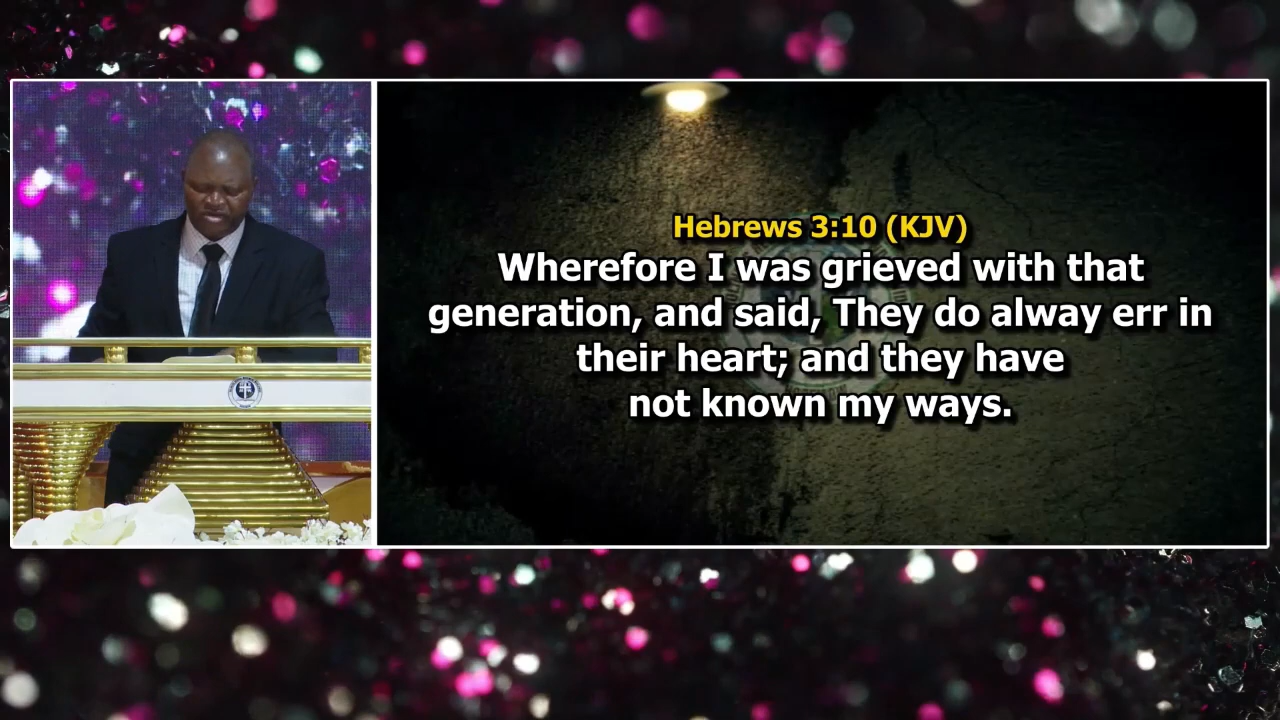 Hebrews 3:10 (KJV)
Wherefore I was grieved with that
generation, and said, They do alway err in
their heart; and they have
not known my ways.